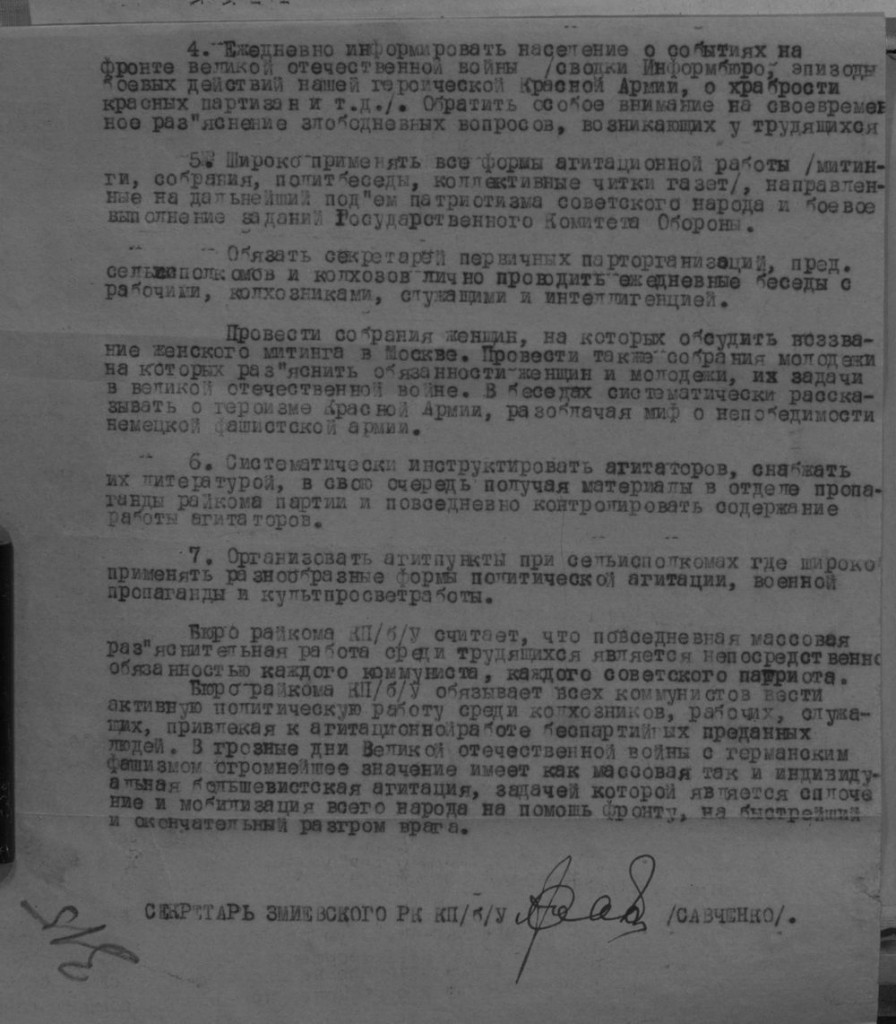 4. Ежедневно информировать население о событиях на
фронте великой отечественной войны /сводки Информбюро, эпизоды
боевых действий нашей героической Красной Армии, о храбрости
красных партизан и т.д./. Обратить особое внимание на своевремен
ное раз"яснение злободневных вопросов, возникающих у трудящихся
5. Широко применять все формы агитационной работы /митин-
ги, собрания, политбеседы, коллективные читки газет/, направлен-
ные на дальнейший под"ем патриотизма советского народа и боевое
выполнение заданий Государственного Комитета Обороны.
Обязать секретарей первичных парторганизаций, пред.
сельисполкомов и колхозов лично проводить ежедневные беседы с
рабочими, колхозниками, служащими и интеллигенцией.
Провести собрания женщин, на которых обсудить воззва-
ние женского митинга в Москве. Провести также собрания молодежи
на которых раз"яснить обязанности женщин и молодежи, их задачи
в великой отечественной войне. В беседах систематически расска-
зывать о героизме Красной Армии, разоблачая миф о непобедимости
немецкой фашистской армии.
6. Систематически инструктировать агитаторов, снабжать
их литературой, в свою очередь получая материалы в отделе пропа-
ганды райкома партии и повседневно контролировать содержание
работы агитаторов.
7. Организовать агитпункты при сельисполкомах где широко
применять разнообразные формы политической агитации, военной
пропаганды и культпросветработы.
Бюро райкома КП/б/У считает, что повседневная массовая
раз"яснительная работа среди трудящихся является непосредственно
обязанностью каждого коммуниста, каждого советского патриота.
Бюро райкома КП/б/У обязывает всех коммунистов вести
активную политическую работу среди колхозников, рабочих, служа-
щих, привлекая к агитационнойработе беспартийных преданных
людей. В грозные дни Великой отечественной войны с германским
фашизмом огромнейшее значение имеет как массовая так и индивиду-
альная большевистская агитация, задачей которой является сплоче
ние и мобилизация всего народа на помощь фронту, на быстрейший
и окончательный разгром врага.
СЕКРЕТАРЬ ЗМИЕВСКОГО РК КП/б/У /САВЧЕНКО/.